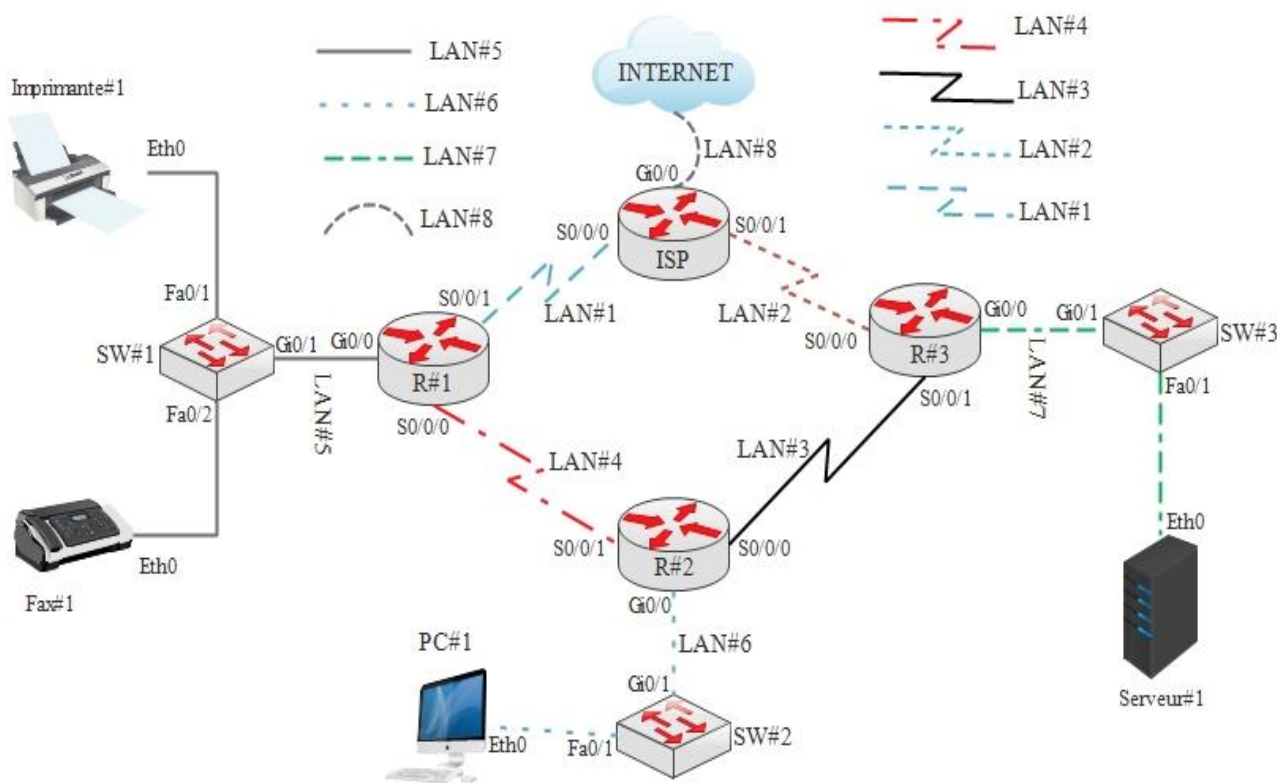 LAN#5
LAN#6
LAN#7
LAN#8
INTERNET
LAN#8
LAN#4
LAN#3
LAN#2
LAN#1
Imprimante#1
Eth0
Gi0/0
S0/0/0
S0/0/1
ISP
Fa0/1
S0/0/1
LAN#1
LAN#2
SW#1
Gi0/1
Gi0/0
R#1
LAN#5
Fa0/2
S0/0/0
S0/0/0
R#3
Gi0/0
Gi0/1
SW#3
S0/0/1
LAN#7
Fa0/1
LAN#4
LAN#3
Eth0
Fax#1
S0/0/1
S0/0/0
R#2
Gi0/0
Eth0
Serveur#1
PC#1
LAN#6
Gi0/1
Eth0
Fa0/1
SW#2